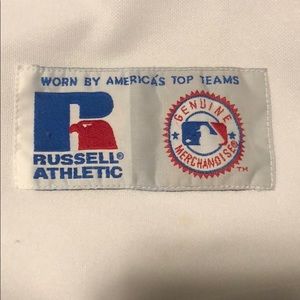 WORN BY AMERICA'S TOP TEAMS
R
RUSSELL®
ATHLETIC
GENUINE
MERCHANDISE®
TM